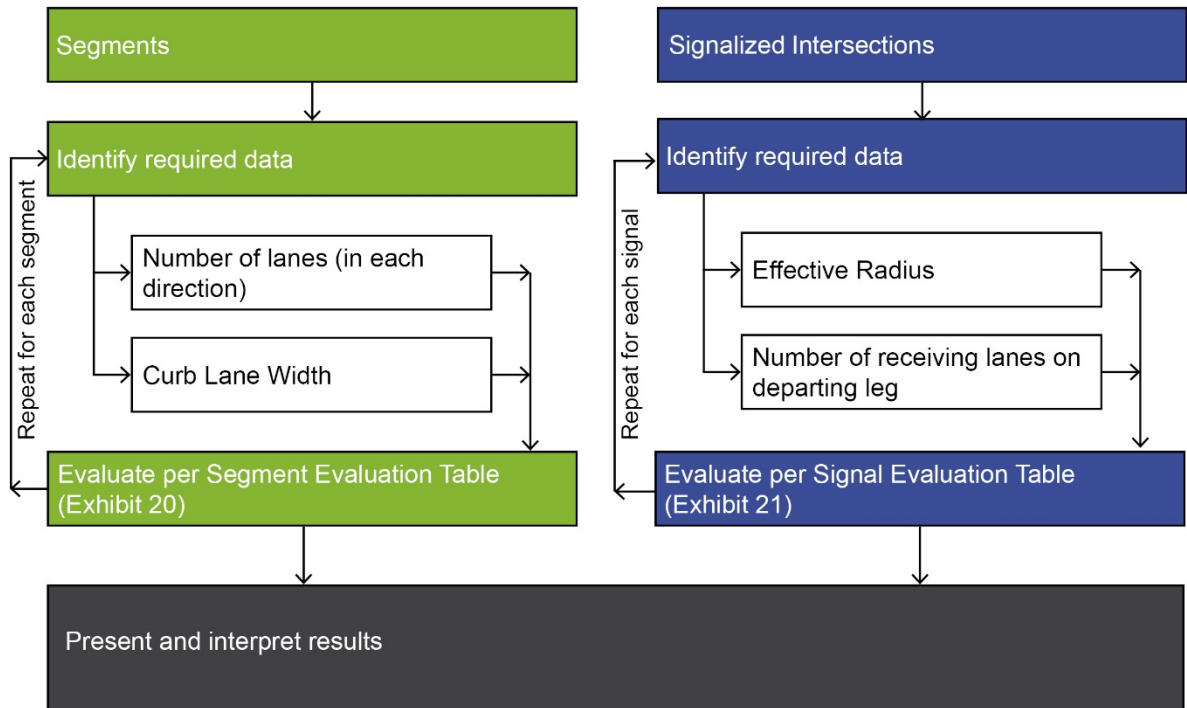 Segments
Identify required data
Repeat for each segment
Number of lanes (in each
direction)
Curb Lane Width
Evaluate per Segment Evaluation Table
(Exhibit 20)
Signalized Intersections
Identify required data
Repeat for each signal
Effective Radius
Number of receiving lanes on
departing leg
Evaluate per Signal Evaluation Table
(Exhibit 21)
Present and interpret results